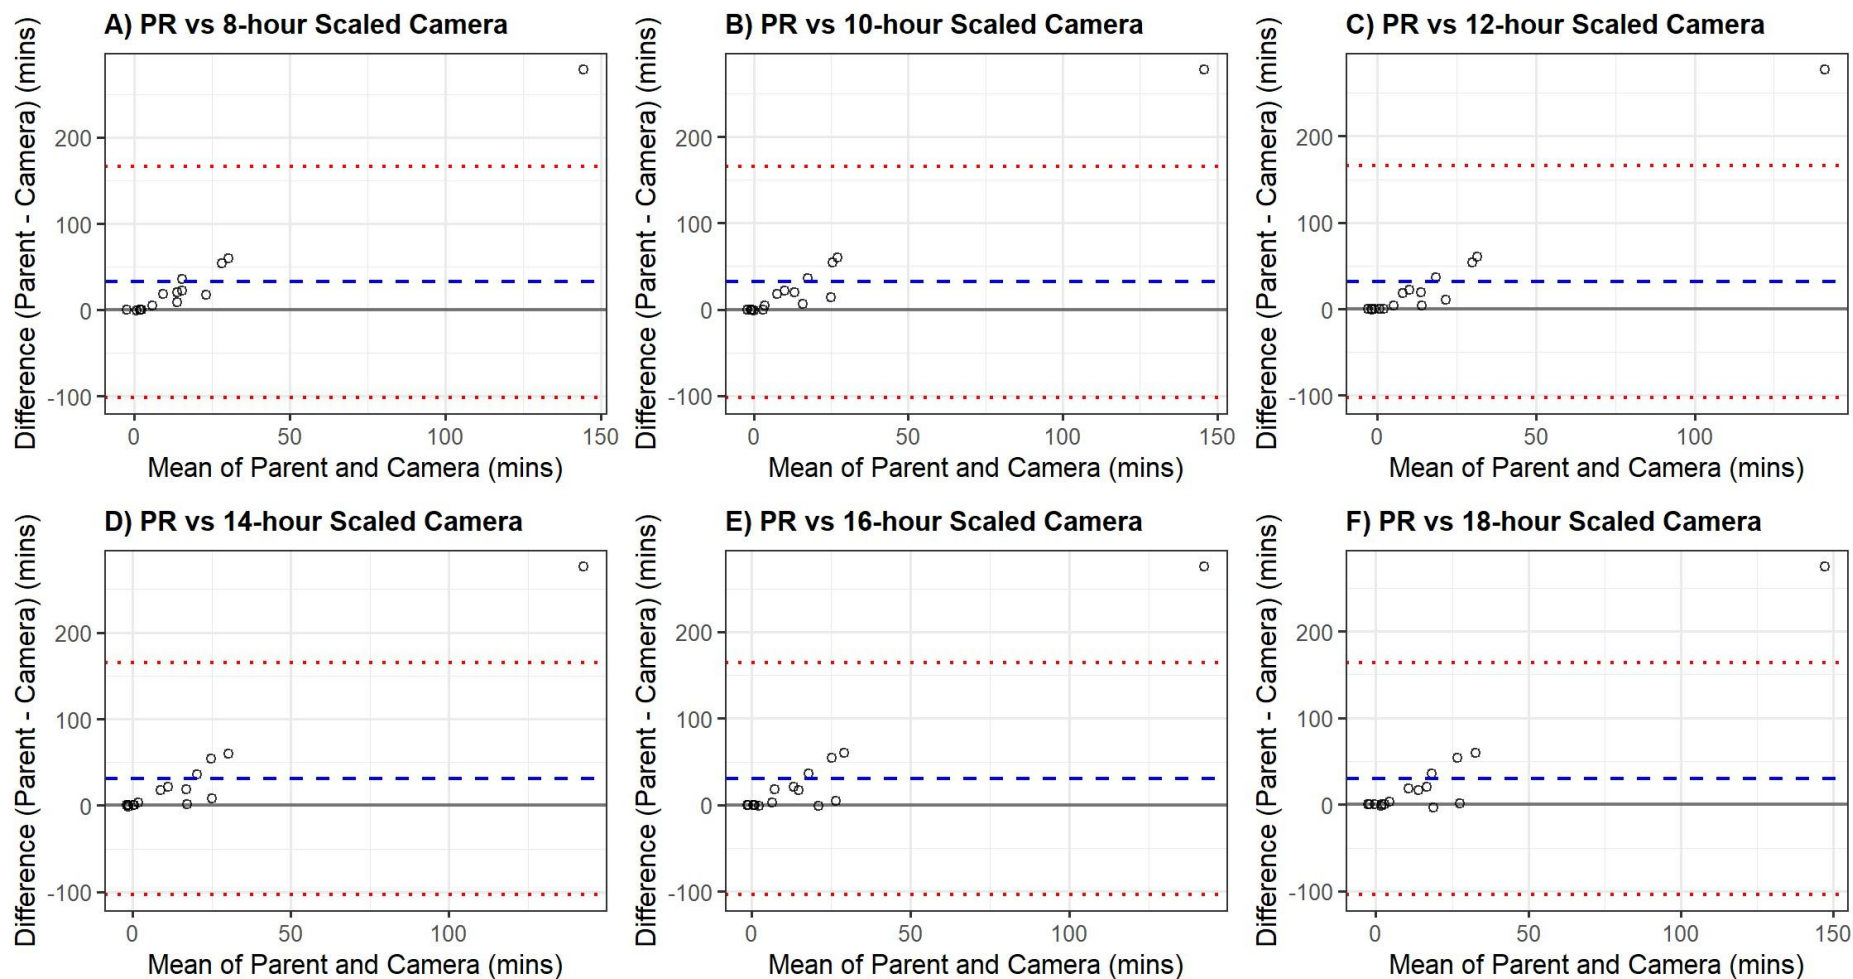 A) PR vs 8-hour Scaled Camera
Difference (Parent - Camera) (mins)
200
100
0
-100
0 50 100 150
Mean of Parent and Camera (mins)
B) PR vs 10-hour Scaled Camera
Difference (Parent - Camera) (mins)
200
100
0
-100
0 50 100 150
Mean of Parent and Camera (mins)
C) PR vs 12-hour Scaled Camera
Difference (Parent - Camera) (mins)
200
100
0
-100
0 50 100
Mean of Parent and Camera (mins)
D) PR vs 14-hour Scaled Camera
Difference (Parent - Camera) (mins)
200
100
0
-100
0 50 100
Mean of Parent and Camera (mins)
E) PR vs 16-hour Scaled Camera
Difference (Parent - Camera) (mins)
200
100
0
-100
0 50 100
Mean of Parent and Camera (mins)
F) PR vs 18-hour Scaled Camera
Difference (Parent - Camera) (mins)
200
100
0
-100
0 50 100 150
Mean of Parent and Camera (mins)